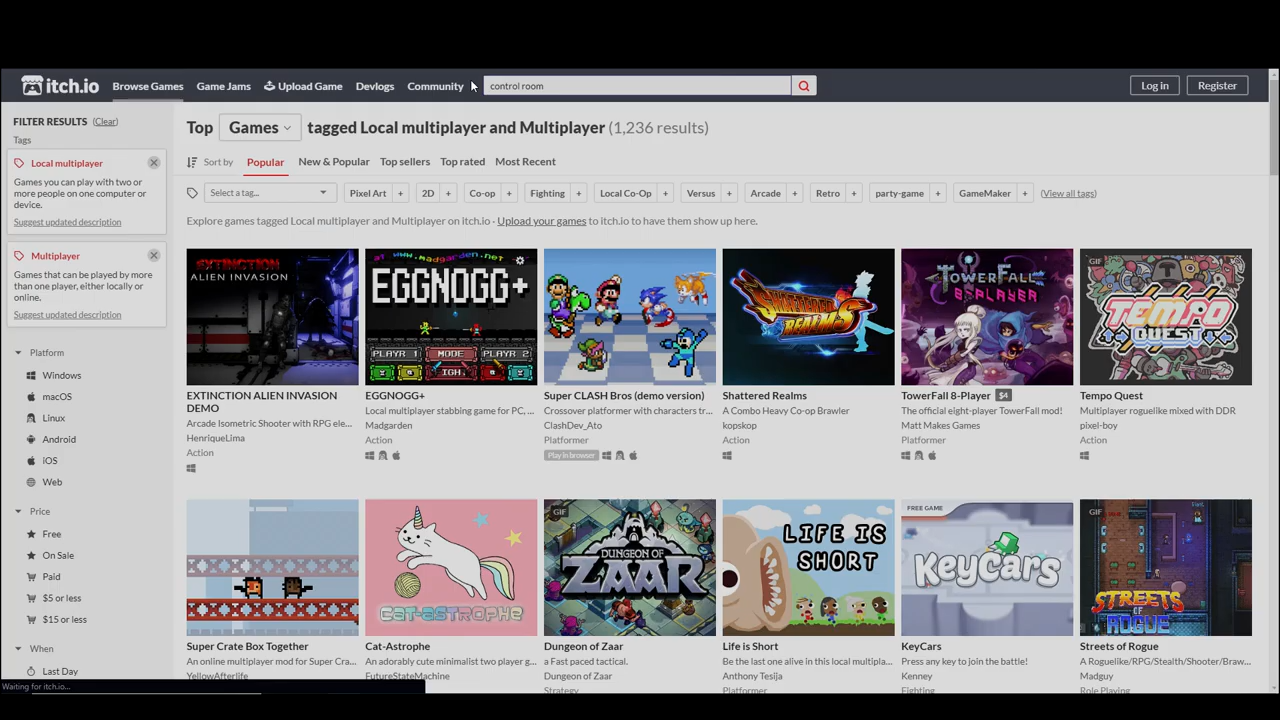 itch.io Browse Games Game Jams Upload Game Devlogs Community control room Log in Register
FILTER RESULTS (Clear)
Tags
Local multiplayer
Games you can play with two or
more people on one computer or
device.
Suggest updated description
Multiplayer
Games that can be played by more
than one player, either locally or
online.
Suggest updated description
Platform
Windows
macOS
Linux
Android
iOS
Web
Price
Free
On Sale
Paid
$5 or less
$15 or less
When
Last Day
Top Games tagged Local multiplayer and Multiplayer (1,236 results)
Sort by Popular New & Popular Top sellers Top rated Most Recent
Select a tag... Pixel Art + 2D + Co-op + Fighting + Local Co-Op + Versus + Arcade + Retro + party-game + GameMaker + (View all tags)
Explore games tagged Local multiplayer and Multiplayer on itch.io · Upload your games to itch.io to have them show up here.
EXTINCTION
ALIEN INVASION
EXTINCTION ALIEN INVASION
DEMO
Arcade Isometric Shooter with RPG ele...
HenriqueLima
Action
at www.madgarden.net
EGGNOGG+
PLAYR 1 MODE PLAYR 2
EGGNOGG+
Local multiplayer stabbing game for PC, ...
Madgarden
Action
Super CLASH Bros (demo version)
Crossover platformer with characters tr...
ClashDev_Ato
Platformer
Play in browser
SHATTERED
REALMS
Shattered Realms
A Combo Heavy Co-op Brawler
kopskop
Action
TOWERFALL
8-PLAYER
TowerFall 8-Player $4
The official eight-player TowerFall mod!
Matt Makes Games
Platformer
GIF
TEMPO
QUEST
Tempo Quest
Multiplayer roguelike mixed with DDR
pixel-boy
Action
Super Crate Box Together
An online multiplayer mod for Super Cra...
YellowAfterlife
CAT-ASTROPHE
Cat-Astrophe
An adorably cute minimalist two player g...
FutureStateMachine
GIF
DUNGEON OF
ZAAR
Dungeon of Zaar
a Fast paced tactical.
Dungeon of Zaar
Strategy
LIFE IS
SHORT
Life is Short
Be the last one alive in this local multipla...
Anthony Tesija
Platformer
FREE GAME
KeyCars
KeyCars
Press any key to join the battle!
Kenney
Fighting
GIF
STREETS
OF
ROGUE
Streets of Rogue
A Roguelike/RPG/Stealth/Shooter/Braw...
Madguy
Role Playing
Waiting for itch.io...